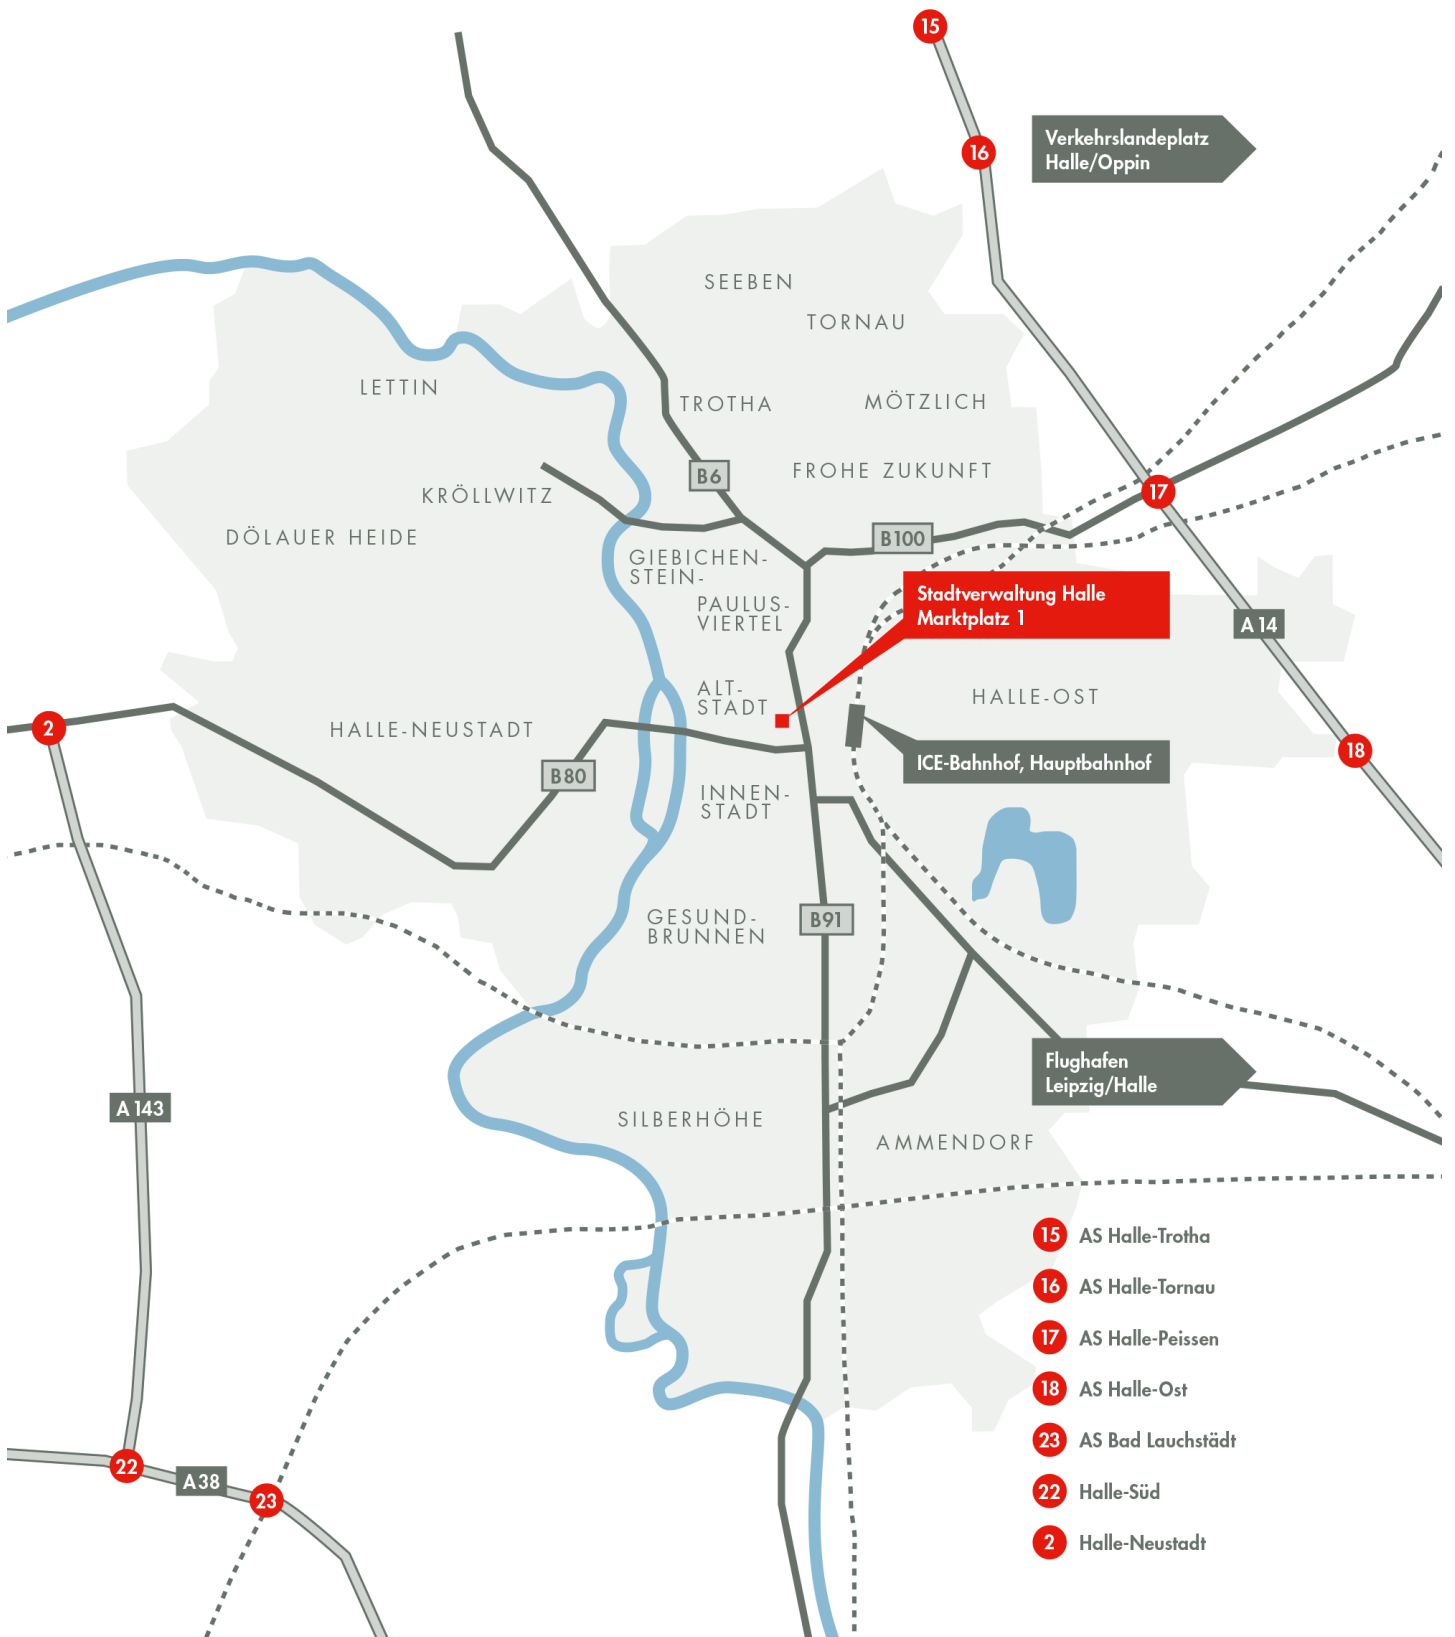 15
16
Verkehrslandeplatz
Halle/Oppin
SEEBEN
TORNAU
LETTIN
TROTHA
MÖTZLICH
B6
FROHE ZUKUNFT
KRÖLLWITZ
17
DÖLAUER HEIDE
B100
GIEBICHEN-
STEIN-
Stadtverwaltung Halle
Marktplatz 1
PAULUS-
VIERTEL
A 14
ALT-
STADT
HALLE-OST
2
HALLE-NEUSTADT
18
ICE-Bahnhof, Hauptbahnhof
B80
INNEN-
STADT
GESUND-
BRUNNEN
B91
Flughafen
Leipzig/Halle
A 143
SILBERHÖHE
AMMENDORF
22
A38
23
15 AS Halle-Trotha
16 AS Halle-Tornau
17 AS Halle-Peissen
18 AS Halle-Ost
23 AS Bad Lauchstädt
22 Halle-Süd
2 Halle-Neustadt